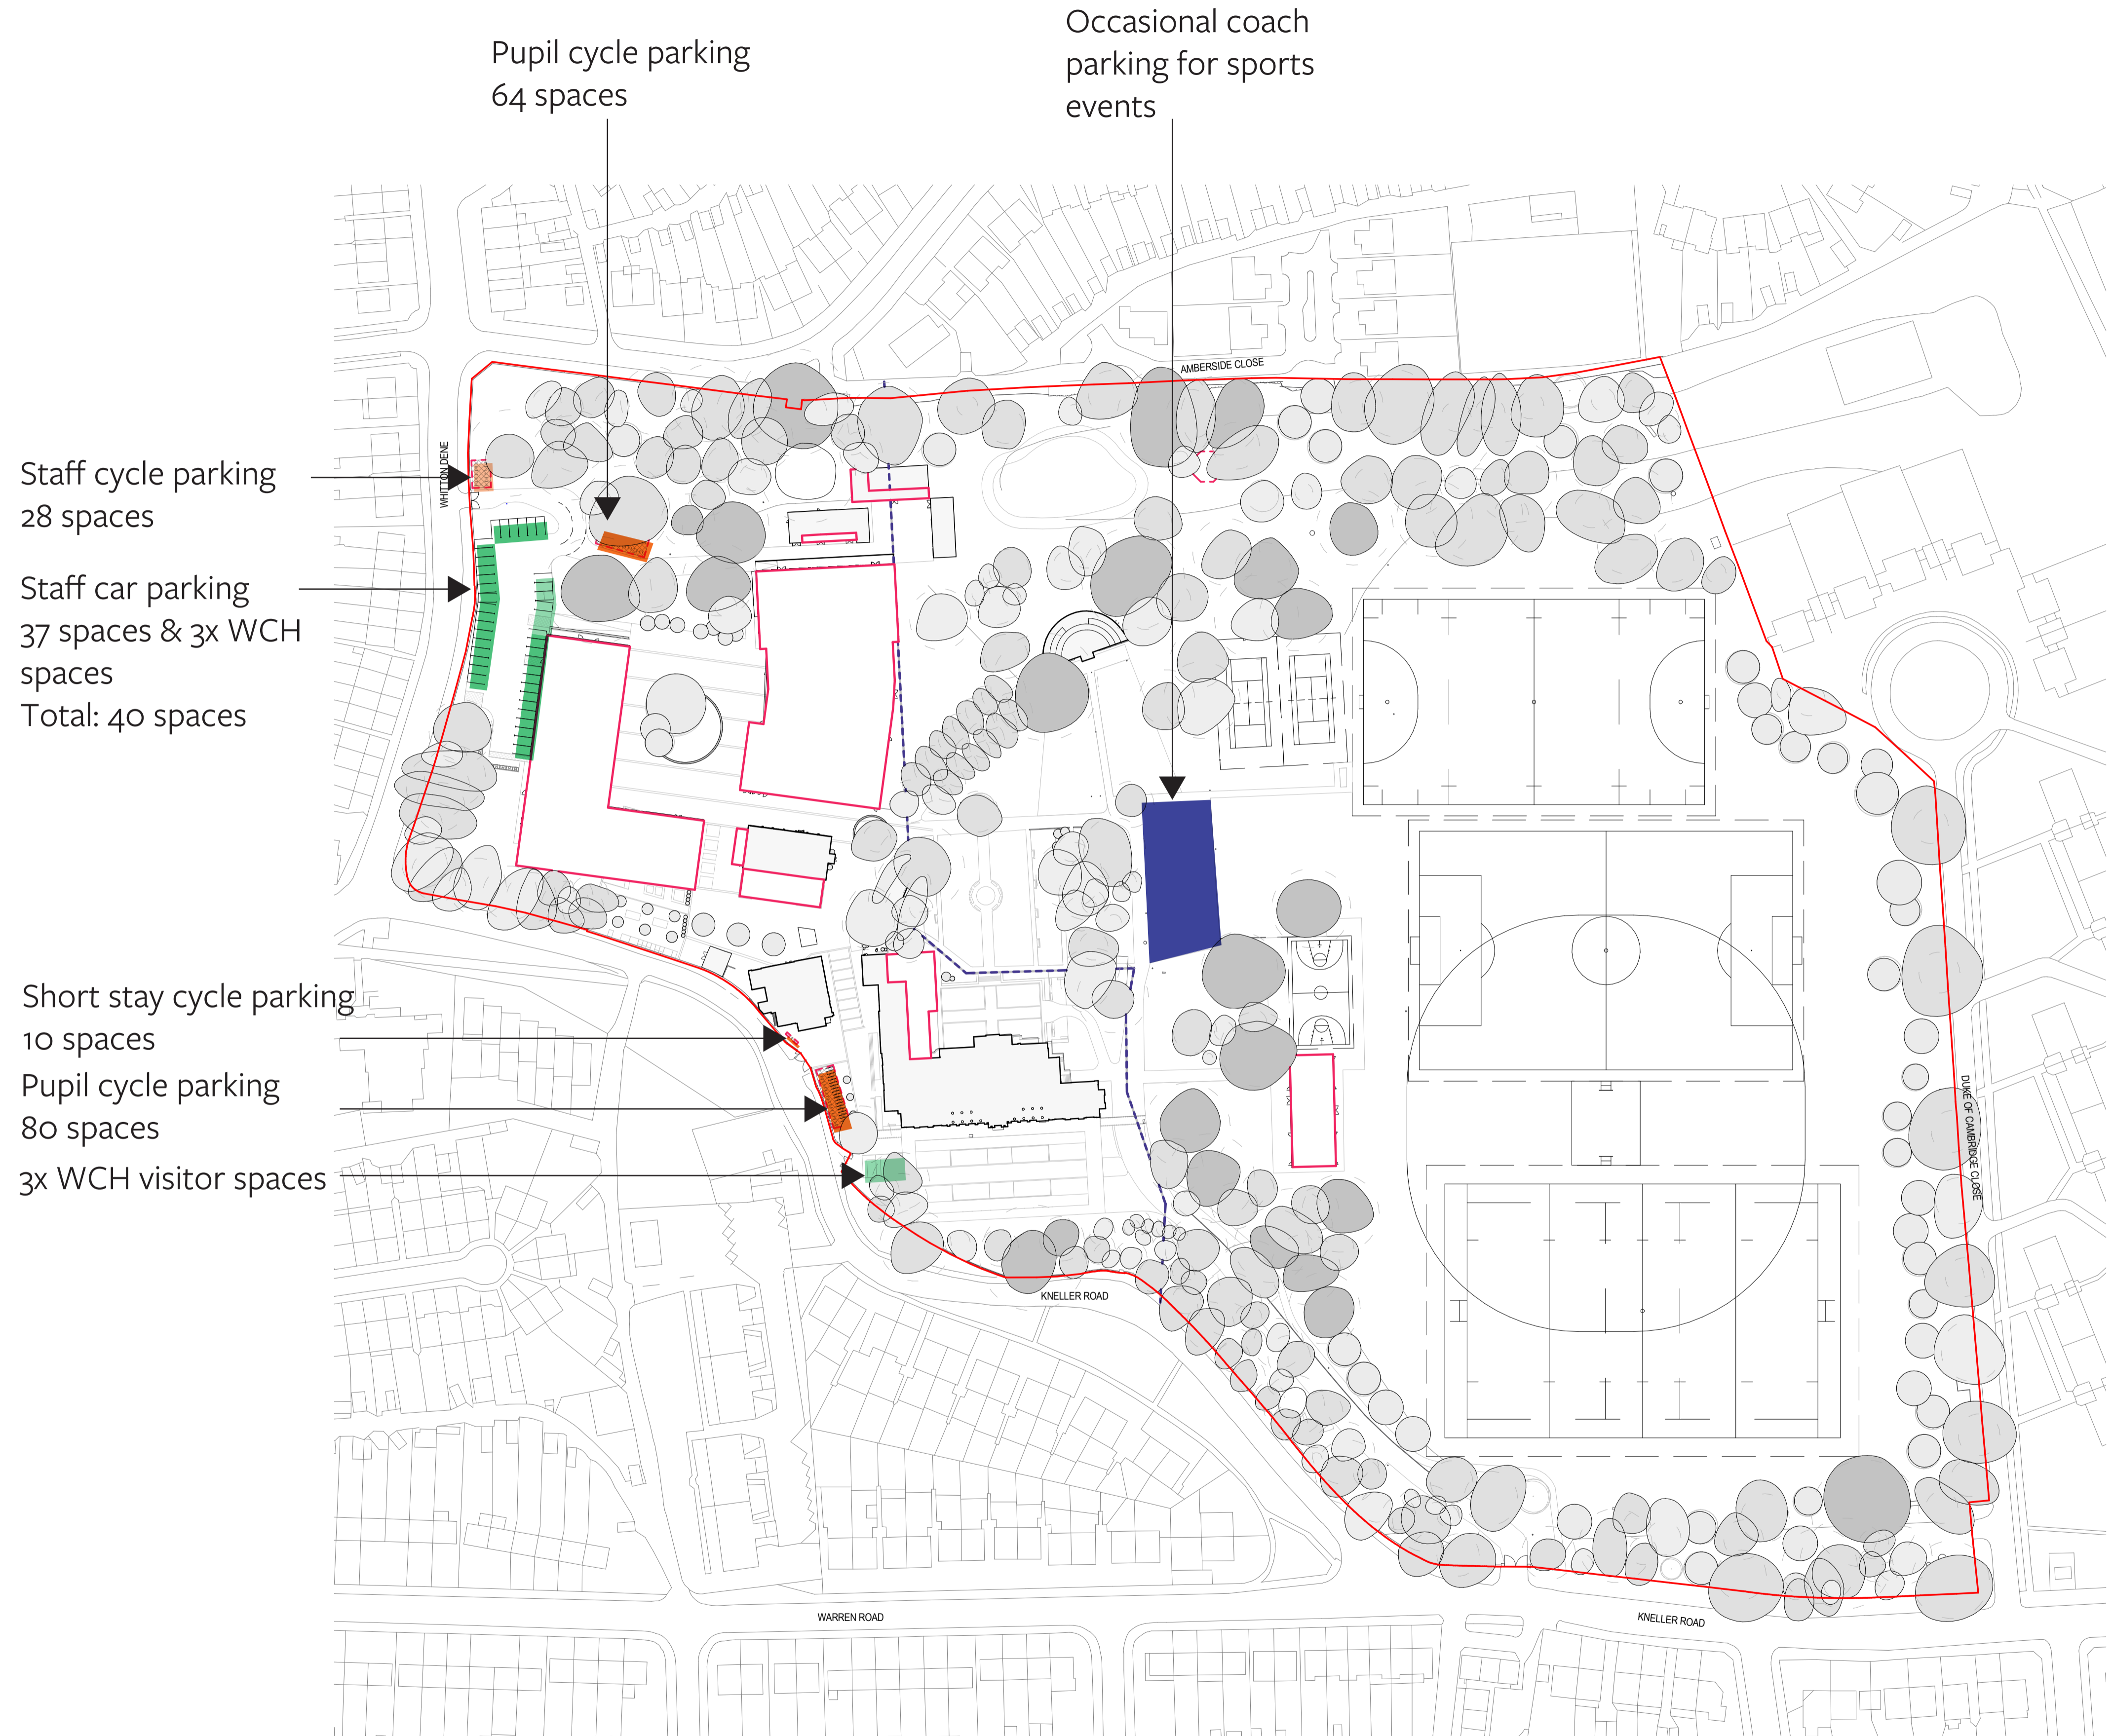 Occasional coach
parking for sports
events
Pupil cycle parking
64 spaces
AMBERSIDE CLOSE
WHITTON DENE
Staff cycle parking
28 spaces
Staff car parking
37 spaces & 3x WCH
spaces
Total: 40 spaces
Short stay cycle parking
10 spaces
Pupil cycle parking
80 spaces
3x WCH visitor spaces
DUKE OF CAMBRIDGE CLOSE
KNELLER ROAD
WARREN ROAD
KNELLER ROAD